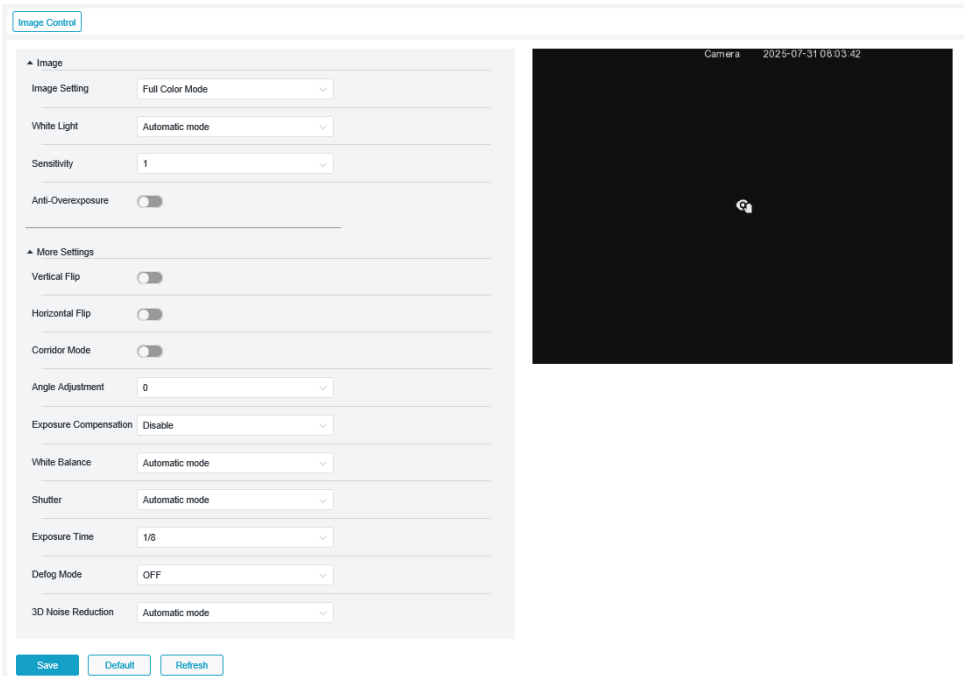 Image Control
Image
Image Setting Full Color Mode
White Light Automatic mode
Sensitivity 1
Anti-Overexposure
More Settings
Vertical Flip
Horizontal Flip
Corridor Mode
Angle Adjustment 0
Exposure Compensation Disable
White Balance Automatic mode
Shutter Automatic mode
Exposure Time 1/8
Defog Mode OFF
3D Noise Reduction Automatic mode
Save Default Refresh
Camera 2025-07-31 08:03:42